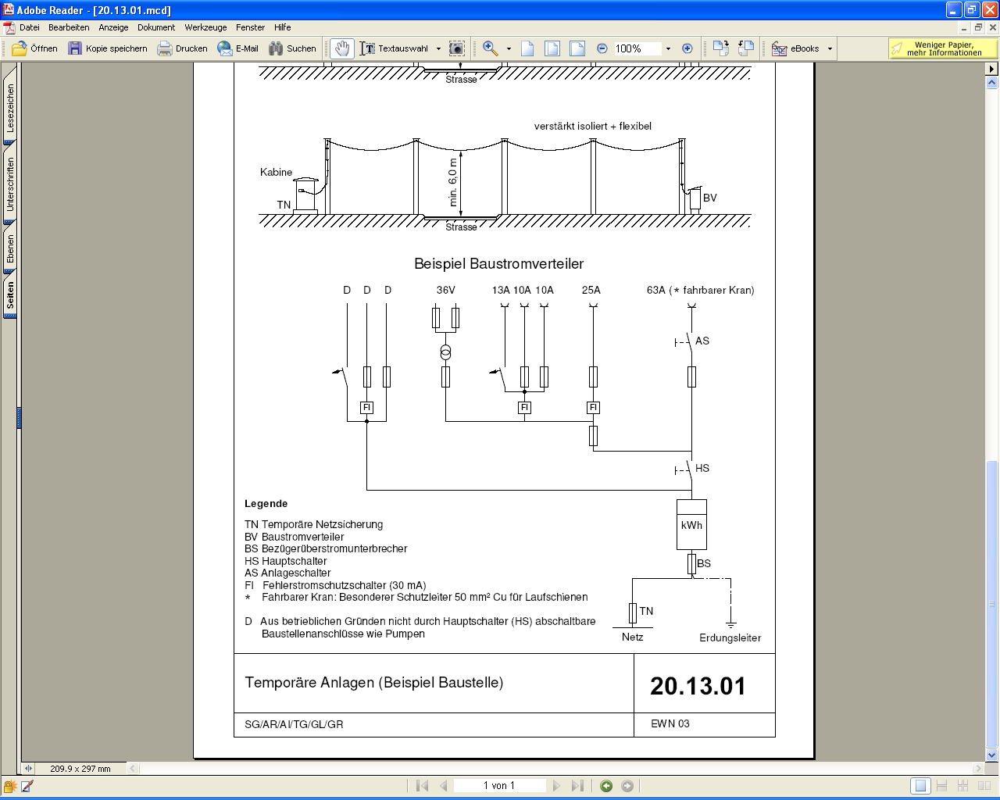 Adobe Reader - [20.13.01.mcd]
Datei Bearbeiten Anzeige Dokument Werkzeuge Fenster Hilfe
Öffnen Kopie speichern Drucken E-Mail Suchen Textauswahl 100% eBooks
Weniger Papier,
mehr Informationen
Lesezeichen
Unterschriften
Ebenen
Seiten
Strasse
verstärkt isoliert + flexibel
Kabine
min. 6,0 m
TN
BV
Strasse
Beispiel Baustromverteiler
D D D 36V 13A 10A 10A 25A 63A (* fahrbarer Kran)
AS
FI FI FI
HS
Legende
kWh
TN Temporäre Netzsicherung
BV Baustromverteiler
BS Bezügerüberstromunterbrecher
HS Hauptschalter
AS Anlageschalter
FI Fehlerstromschutzschalter (30 mA)
* Fahrbarer Kran: Besonderer Schutzleiter 50 mm² Cu für Laufschienen
D Aus betrieblichen Gründen nicht durch Hauptschalter (HS) abschaltbare
Baustellenanschlüsse wie Pumpen
BS
TN
Netz
Erdungsleiter
Temporäre Anlagen (Beispiel Baustelle)
20.13.01
SG/AR/AI/TG/GL/GR
EWN 03
209.9 x 297 mm
1 von 1